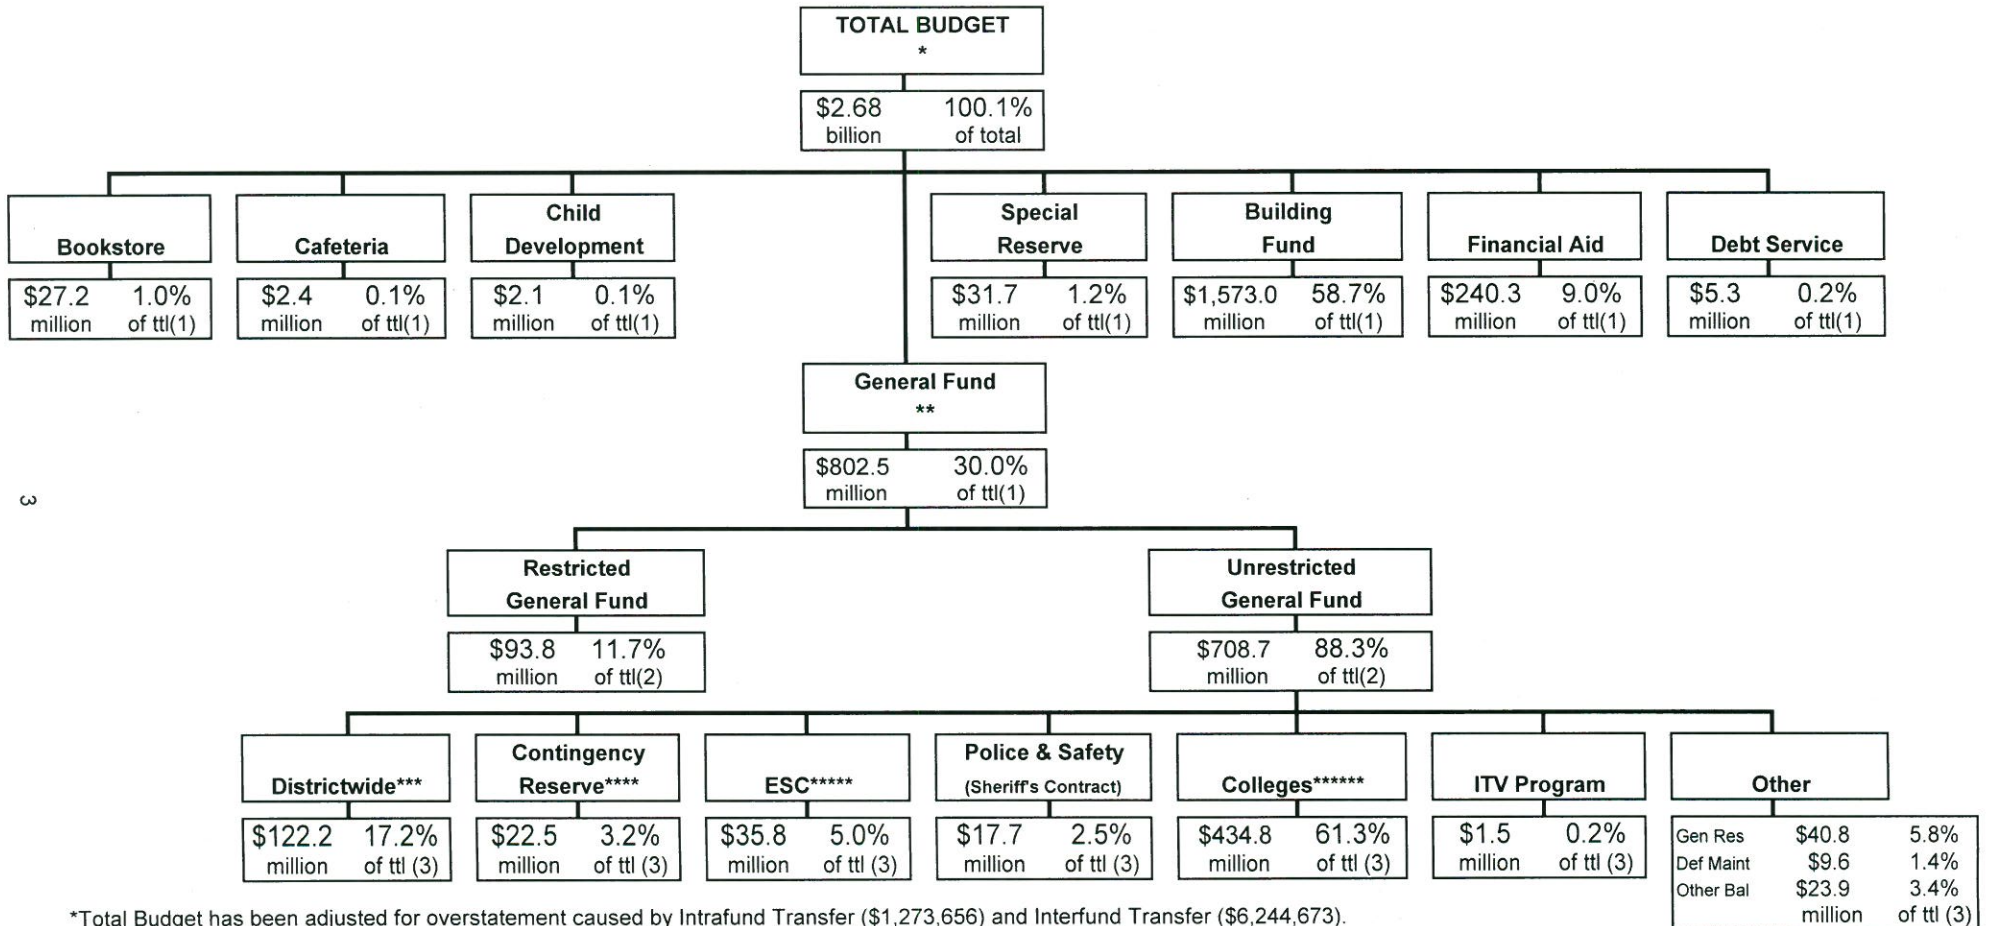 TOTAL BUDGET
*
$2.68 100.1%
billion of total
Bookstore
$27.2 1.0%
million of ttl(1)
Cafeteria
$2.4 0.1%
million of ttl(1)
Child
Development
$2.1 0.1%
million of ttl(1)
Special
Reserve
$31.7 1.2%
million of ttl(1)
Building
Fund
$1,573.0 58.7%
million of ttl(1)
Financial Aid
$240.3 9.0%
million of ttl(1)
Debt Service
$5.3 0.2%
million of ttl(1)
General Fund
**
$802.5 30.0%
million of ttl(1)
3
Restricted
General Fund
$93.8 11.7%
million of ttl(2)
Unrestricted
General Fund
$708.7 88.3%
million of ttl(2)
Districtwide***
$122.2 17.2%
million of ttl (3)
Contingency
Reserve****
$22.5 3.2%
million of ttl (3)
ESC*****
$35.8 5.0%
million of ttl (3)
Police & Safety
(Sheriff's Contract)
$17.7 2.5%
million of ttl (3)
Colleges******
$434.8 61.3%
million of ttl (3)
ITV Program
$1.5 0.2%
million of ttl (3)
Other
Gen Res $40.8 5.8%
Def Maint $9.6 1.4%
Other Bal $23.9 3.4%
million of ttl (3)
*Total Budget has been adjusted for overstatement caused by Intrafund Transfer ($1,273,656) and Interfund Transfer ($6,244,673).